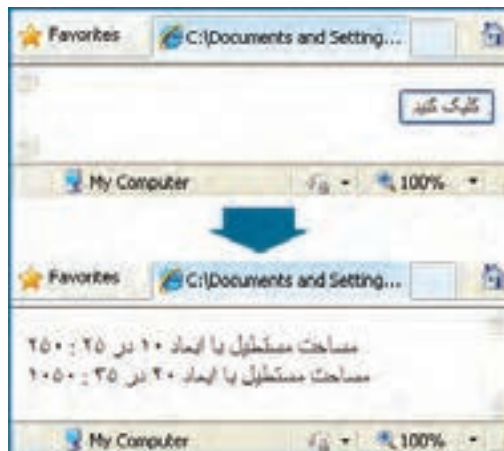 Favorites C:\Documents and Setting...
کلیک کنید
My Computer 100%
Favorites C:\Documents and Setting...
مساحت مستطیل با ابعاد ۱۰ در ۲۵ : ۲۵۰
مساحت مستطیل با ابعاد ۳۰ در ۳۵ : ۱۰۵۰
My Computer 100%